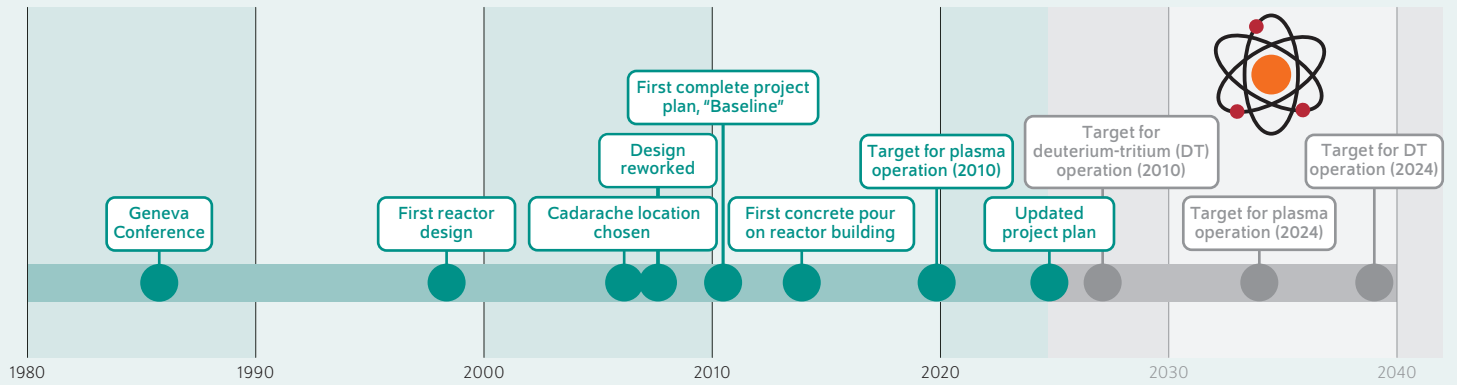 First complete project
plan, “Baseline”
Target for
deuterium-tritium (DT)
operation (2010)
Design
reworked
Target for plasma
operation (2010)
Target for DT
operation (2024)
Geneva
Conference
First reactor
design
Cadarache location
chosen
First concrete pour
on reactor building
Updated
project plan
Target for plasma
operation (2024)
1980 1990 2000 2010 2020 2030 2040